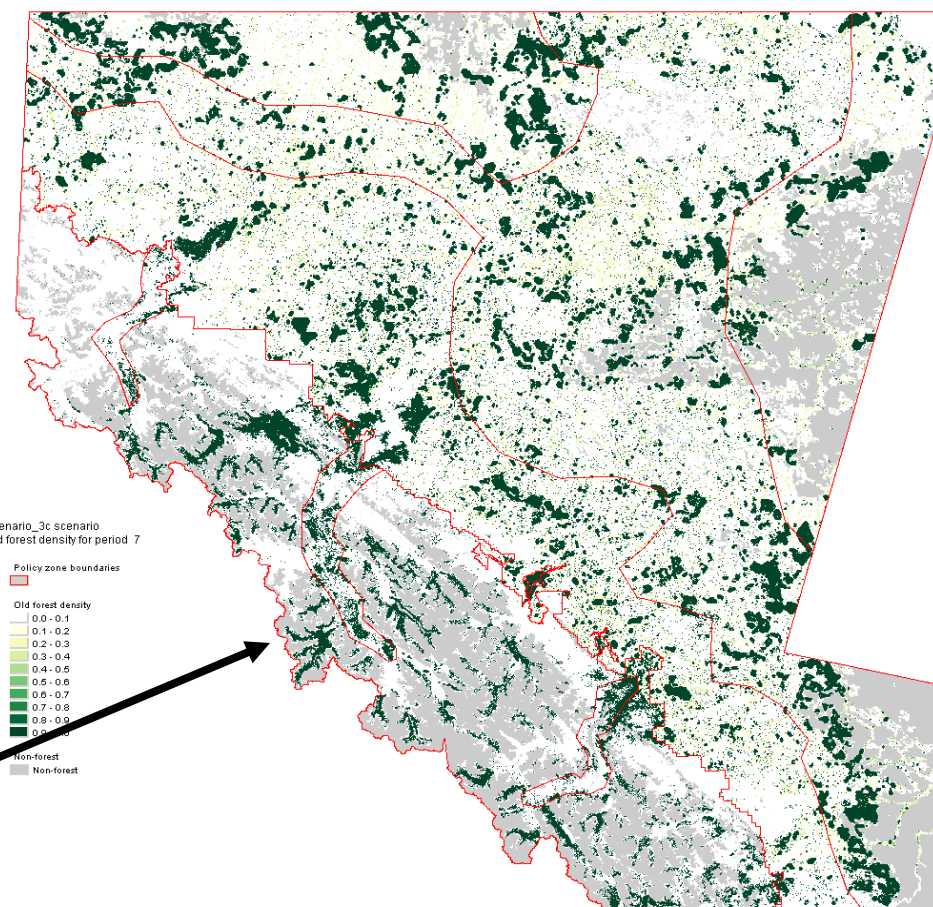 enario_3c scenario
d forest density for period 7
Policy zone boundaries
Old forest density
0.0 - 0.1
0.1 - 0.2
0.2 - 0.3
0.3 - 0.4
0.4 - 0.5
0.5 - 0.6
0.6 - 0.7
0.7 - 0.8
0.8 - 0.9
Non-forest
Non-forest